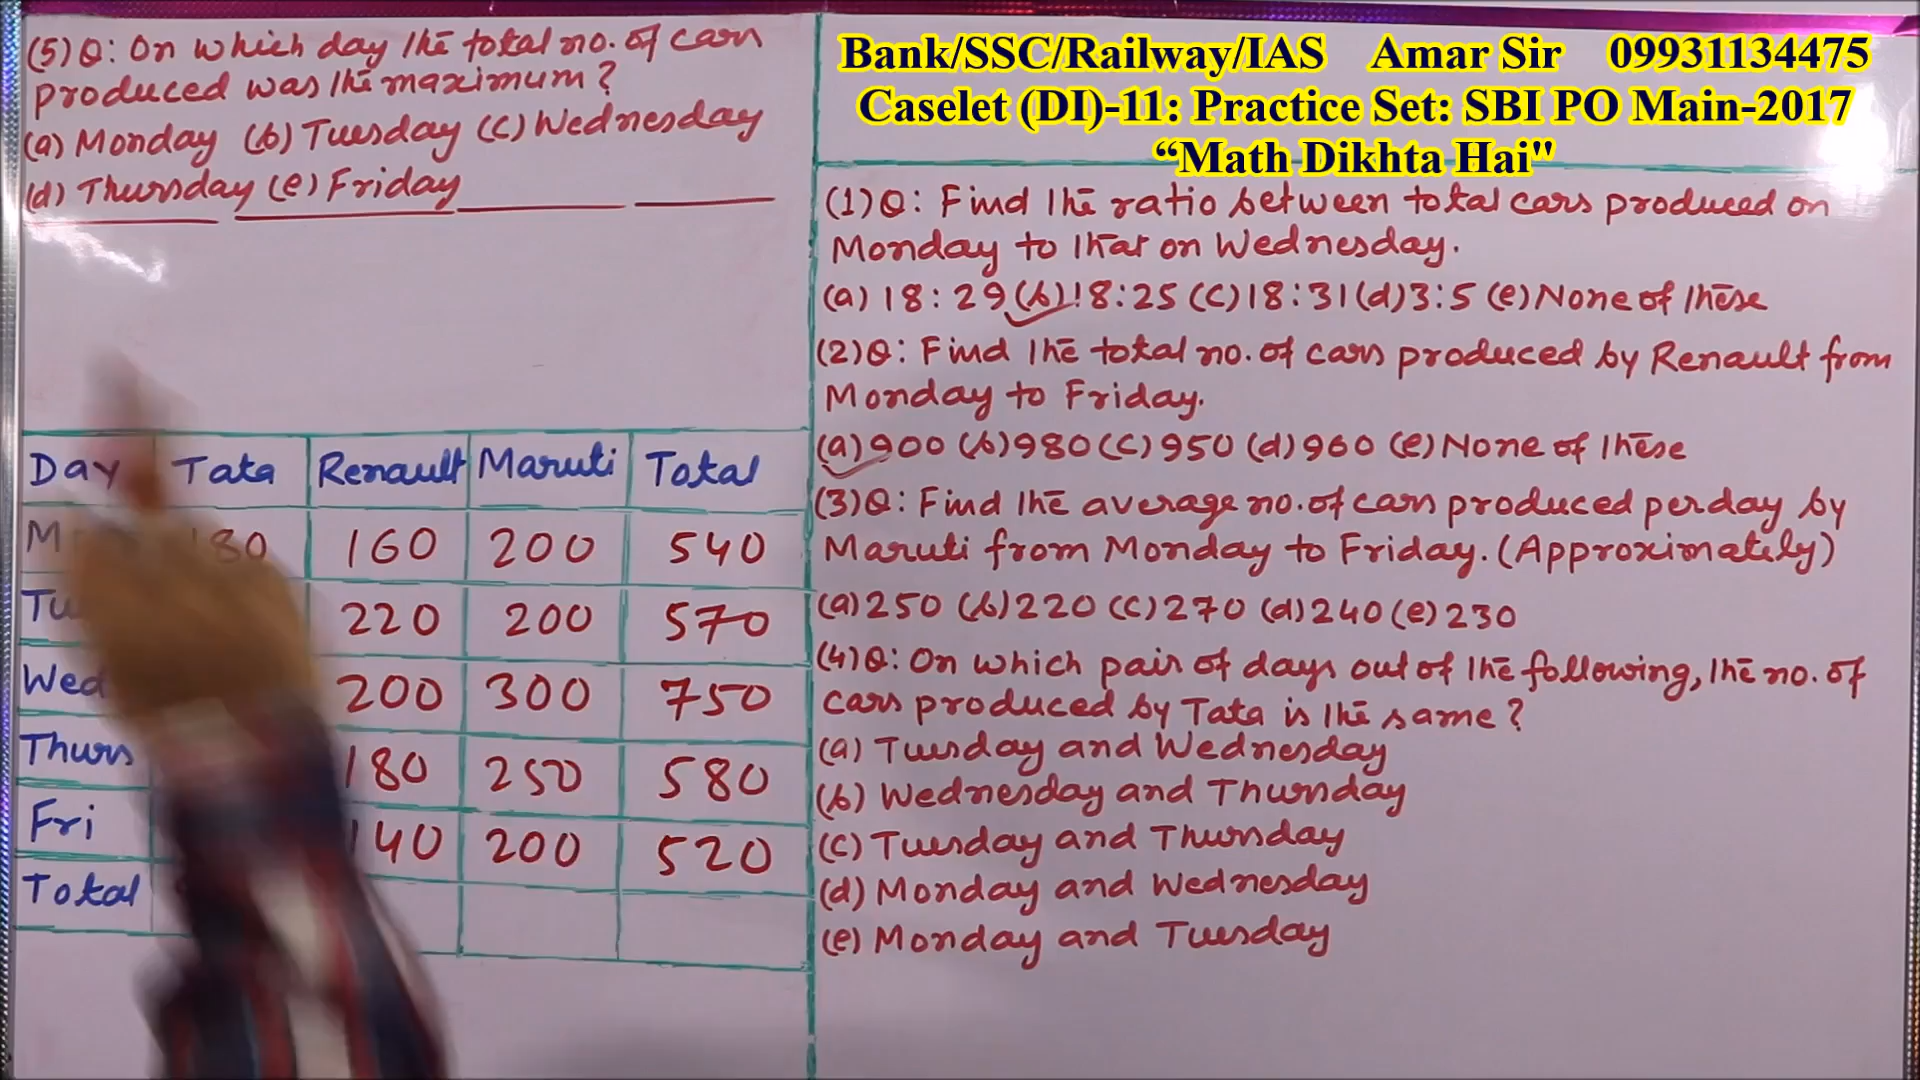 (5)Q: On which day the total no. of cars
produced was the maximum?
(a) Monday (b) Tuesday (c) Wednesday
(d) Thursday (e) Friday
Bank/SSC/Railway/IAS Amar Sir 09931134475
Caselet (DI)-11: Practice Set: SBI PO Main-2017
“Math Dikhta Hai"
(1)Q: Find the ratio between total cars produced on
Monday to that on Wednesday.
(a) 18:29 (b) 18:25 (c) 18:31 (d) 3:5 (e) None of these
(2)Q: Find the total no. of cars produced by Renault from
Monday to Friday.
(a) 900 (b) 980 (c) 950 (d) 960 (e) None of these
(3)Q: Find the average no. of cars produced per day by
Maruti from Monday to Friday. (Approximately)
(a) 250 (b) 220 (c) 270 (d) 240 (e) 230
(4)Q: On which pair of days out of the following, the no. of
cars produced by Tata is the same?
(a) Tuesday and Wednesday
(b) Wednesday and Thursday
(c) Tuesday and Thursday
(d) Monday and Wednesday
(e) Monday and Tuesday
Day Tata Renault Maruti Total
180 160 200 540
220 200 570
Wed 200 300 750
Thurs 180 250 580
Fri 140 200 520
Total